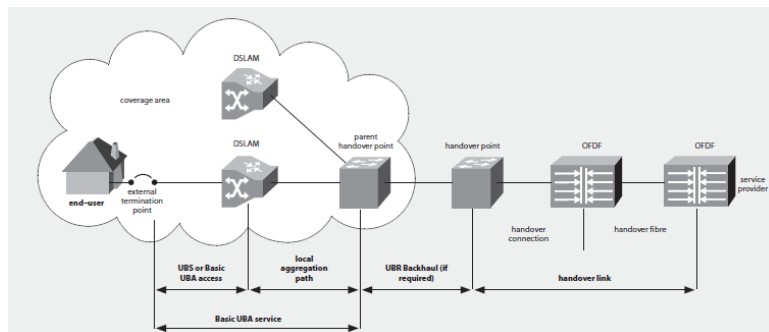 DSLAM
coverage area
DSLAM
parent
handover point
handover point
OFDF
OFDF
service
provider
end–user
external
termination
point
handover
connection
handover fibre
UBS or Basic
UBA access
local
aggregation
path
UBR Backhaul (if
required)
handover link
Basic UBA service